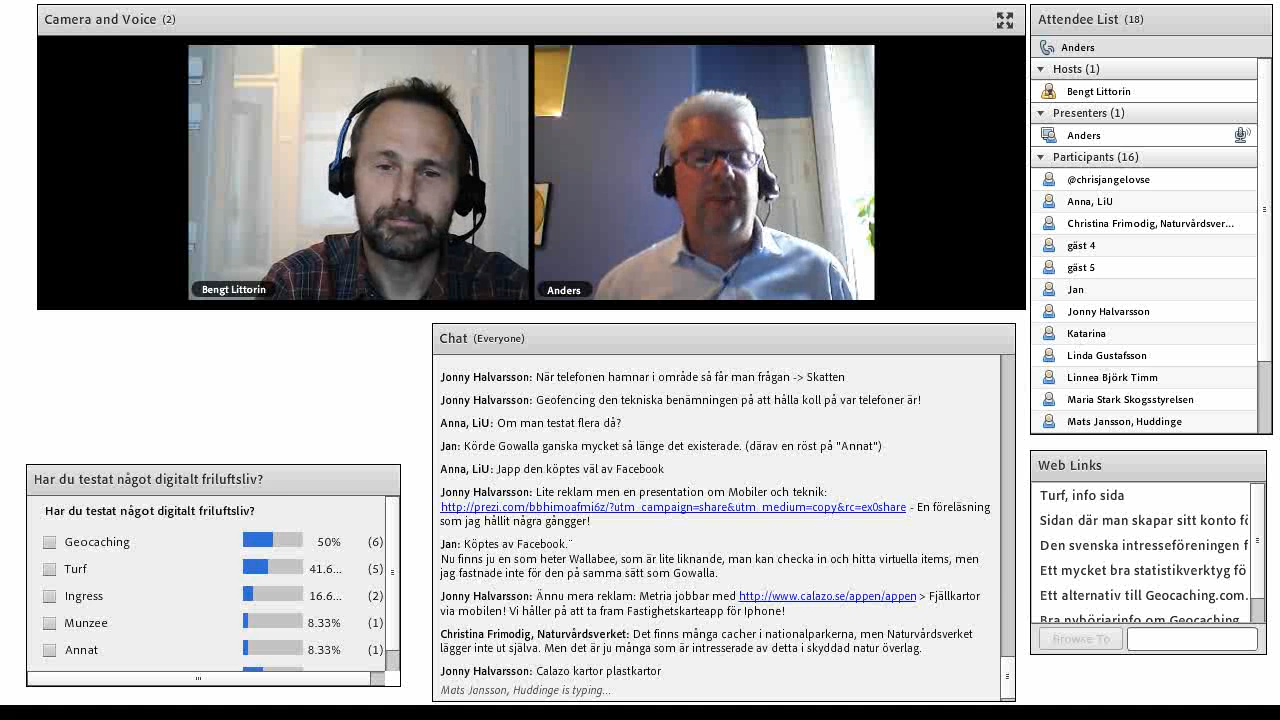 Camera and Voice (2)
Bengt Littorin
Anders
Attendee List (18)
Anders
Hosts (1)
Bengt Littorin
Presenters (1)
Anders
Participants (16)
@chrisjangelovse
Anna, LiU
Christina Frimodig, Naturvårdsver...
gäst 4
gäst 5
Jan
Jonny Halvarsson
Katarina
Linda Gustafsson
Linnea Björk Timm
Maria Stark Skogsstyrelsen
Mats Jansson, Huddinge
Chat (Everyone)
Jonny Halvarsson: När telefonen hamnar i område så får man frågan -> Skatten
Jonny Halvarsson: Geofencing den tekniska benämningen på att hålla koll på var telefoner är!
Anna, LiU: Om man testat flera då?
Jan: Körde Gowalla ganska mycket så länge det existerade. (därav en röst på "Annat")
Anna, LiU: Japp den köptes väl av Facebook
Jonny Halvarsson: Lite reklam men en presentation om Mobiler och teknik:
http://prezi.com/bbhimoafmi6z/?utm_campaign=share&utm_medium=copy&rc=ex0share - En föreläsning
som jag hållit några gångger!
Jan: Köptes av Facebook.¨
Nu finns ju en som heter Wallabee, som är lite liknande, man kan checka in och hitta virtuella items, men
jag fastnade inte för den på samma sätt som Gowalla.
Jonny Halvarsson: Ännu mera reklam: Metria jobbar med http://www.calazo.se/appen/appen > Fjällkartor
via mobilen! Vi håller på att ta fram Fastighetskarteapp för Iphone!
Christina Frimodig, Naturvårdsverket: Det finns många cacher i nationalparkerna, men Naturvårdsverket
lägger inte ut själva. Men det är ju många som är intresserade av detta i skyddad natur överlag.
Jonny Halvarsson: Calazo kartor plastkartor
Mats Jansson, Huddinge is typing...
Har du testat något digitalt friluftsliv?
Har du testat något digitalt friluftsliv?
Geocaching 50% (6)
Turf 41.6... (5)
Ingress 16.6... (2)
Munzee 8.33% (1)
Annat 8.33% (1)
Web Links
Turf, info sida
Sidan där man skapar sitt konto fö
Den svenska intresseföreningen f
Ett mycket bra statistikverktyg fö
Ett alternativ till Geocaching.com.
Bra nybörjarinfo om Geocaching
Browse To